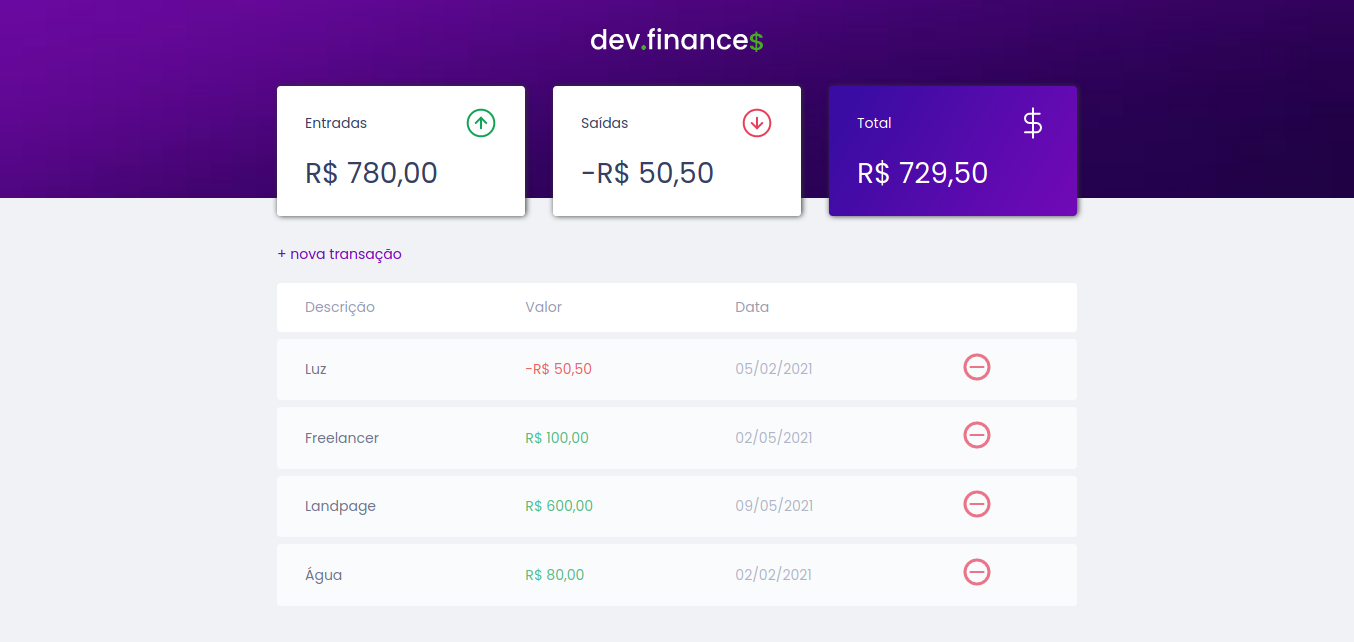 dev.finance$
Entradas
R$ 780,00
Saídas
-R$ 50,50
Total
$
R$ 729,50
+ nova transação
Descrição Valor Data
Luz -R$ 50,50 05/02/2021
Freelancer R$ 100,00 02/05/2021
Landpage R$ 600,00 09/05/2021
Água R$ 80,00 02/02/2021